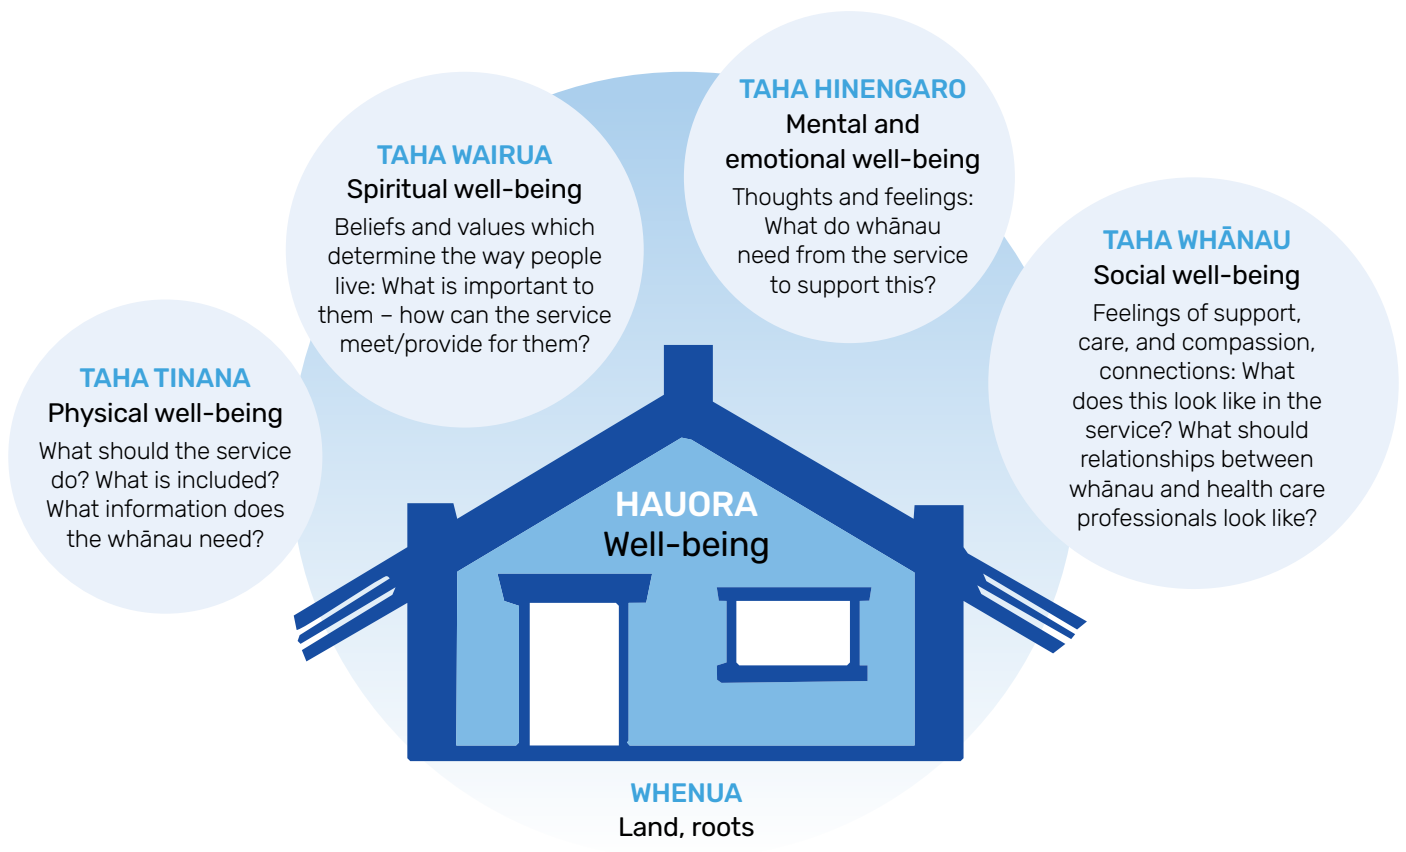 TAHA TINANA
Physical well-being
What should the service
do? What is included?
What information does
the whānau need?
TAHA WAIRUA
Spiritual well-being
Beliefs and values which
determine the way people
live: What is important to
them – how can the service
meet/provide for them?
TAHA HINENGARO
Mental and
emotional well-being
Thoughts and feelings:
What do whānau
need from the service
to support this?
TAHA WHĀNAU
Social well-being
Feelings of support,
care, and compassion,
connections: What
does this look like in the
service? What should
relationships between
whānau and health care
professionals look like?
HAUORA
Well-being
WHENUA
Land, roots